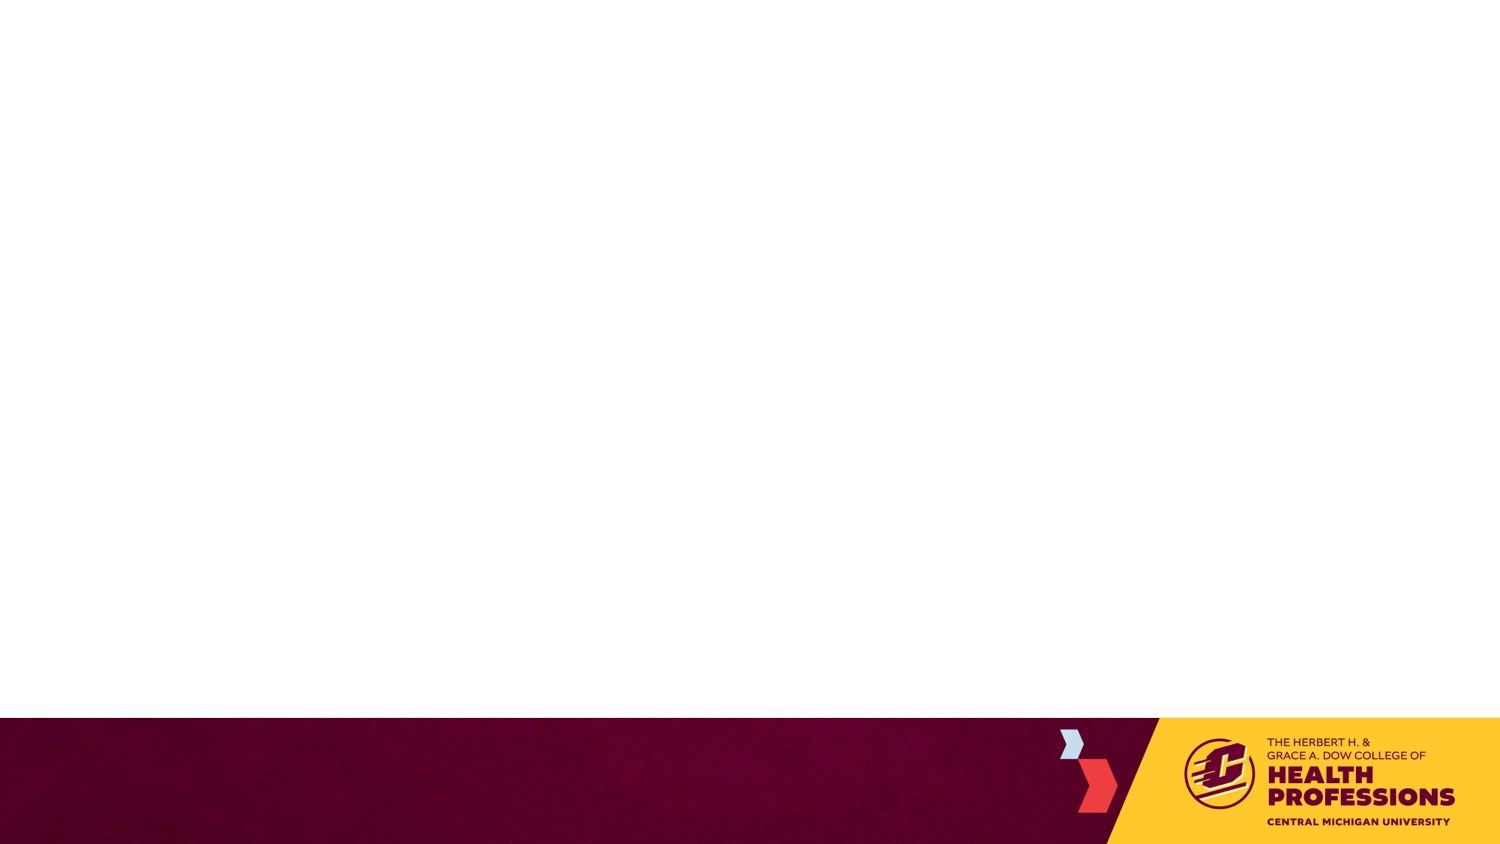 THE HERBERT H. &
GRACE A. DOW COLLEGE OF
HEALTH
PROFESSIONS
CENTRAL MICHIGAN UNIVERSITY